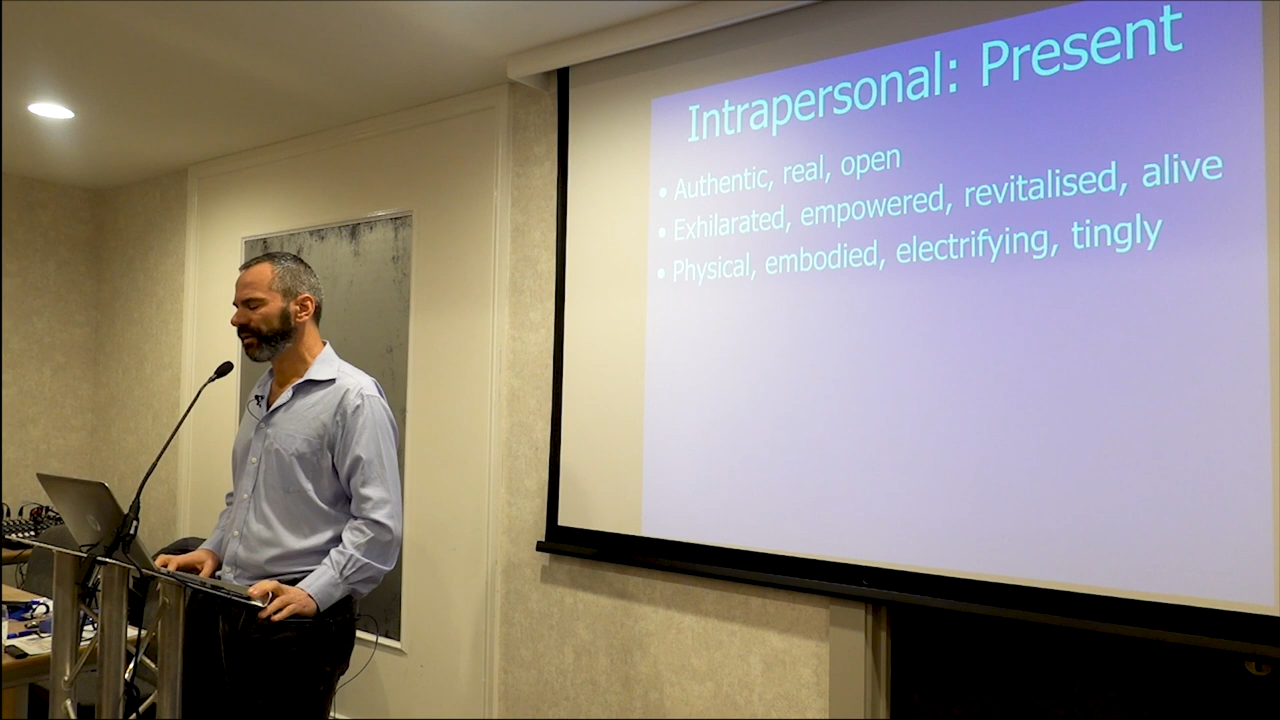 Intrapersonal: Present
• Authentic, real, open
• Exhilarated, empowered, revitalised, alive
• Physical, embodied, electrifying, tingly